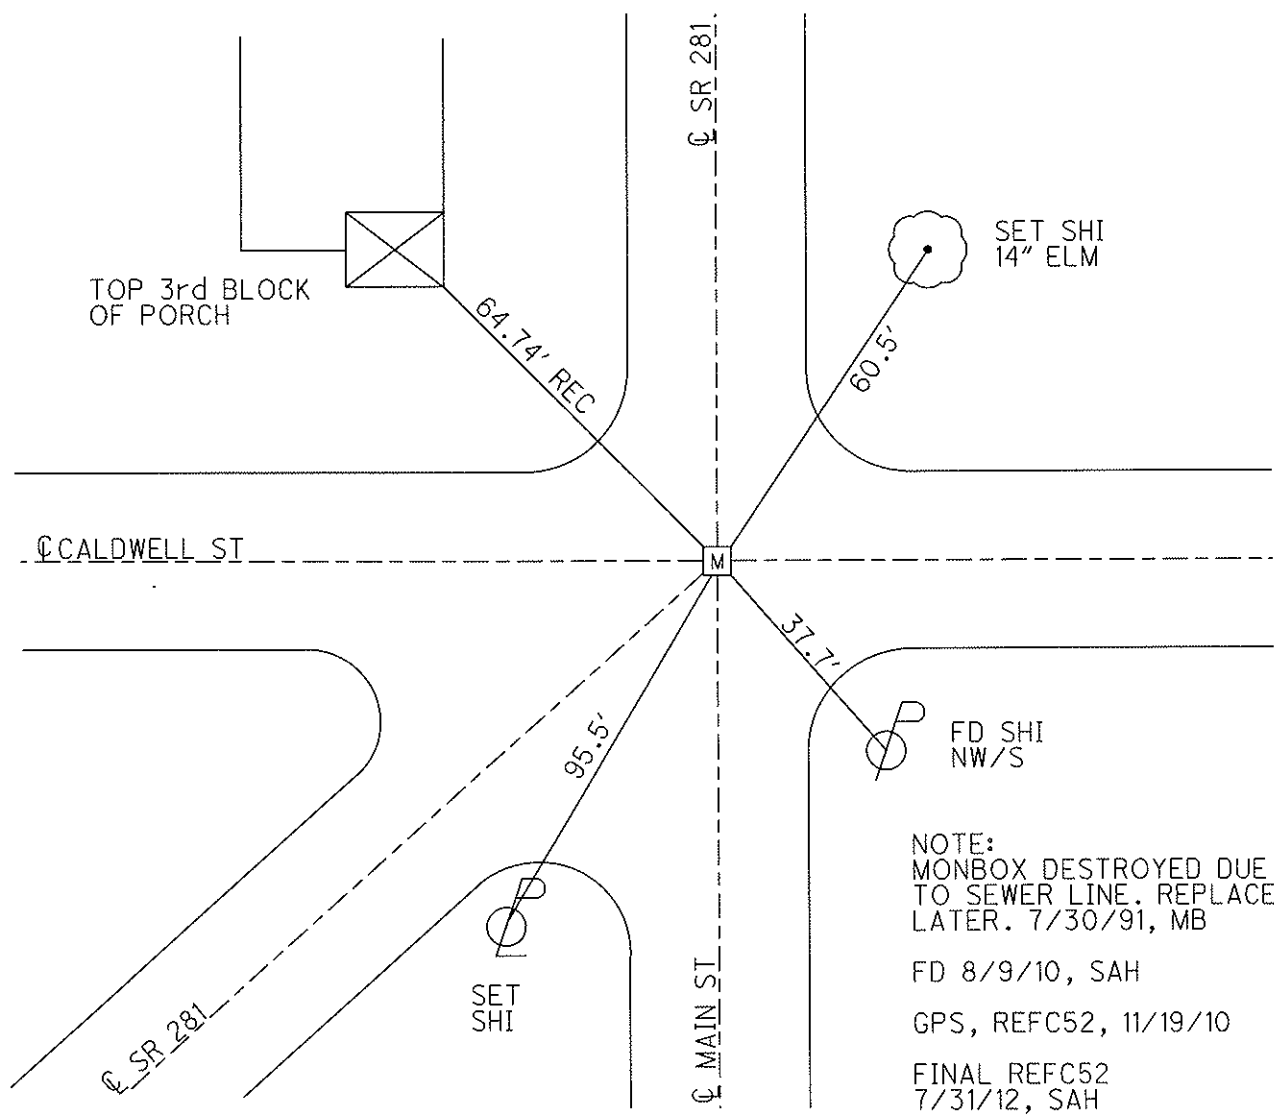 ℄ SR 281
SET SHI
14" ELM
TOP 3rd BLOCK
OF PORCH
64.74' REC
60.5'
℄ CALDWELL ST
M
37.7'
95.5'
FD SHI
NW/S
NOTE:
MONBOX DESTROYED DUE
TO SEWER LINE. REPLACE
LATER. 7/30/91, MB
FD 8/9/10, SAH
GPS, REFC52, 11/19/10
FINAL REFC52
7/31/12, SAH
SET
SHI
℄ SR 281
℄ MAIN ST